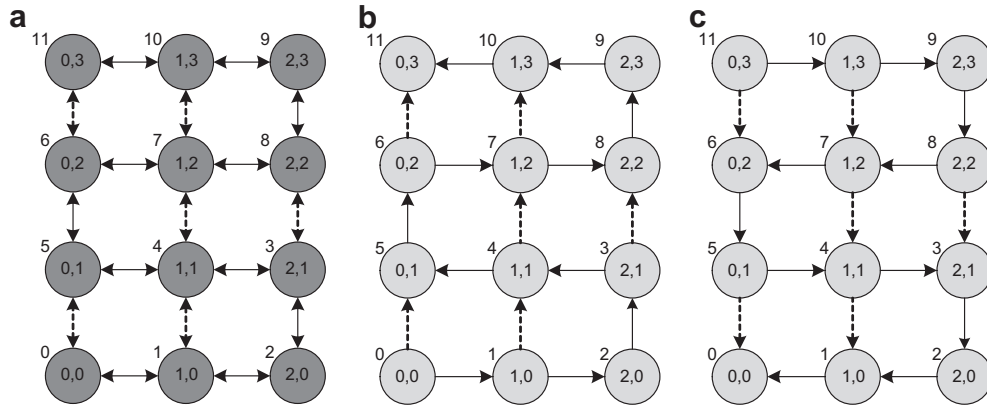 a b c
11 10 9 11 10 9 11 10 9
0,3 1,3 2,3 0,3 1,3 2,3 0,3 1,3 2,3
6 7 8 6 7 8 6 7 8
0,2 1,2 2,2 0,2 1,2 2,2 0,2 1,2 2,2
5 4 3 5 4 3 5 4 3
0,1 1,1 2,1 0,1 1,1 2,1 0,1 1,1 2,1
0 1 2 0 1 2 0 1 2
0,0 1,0 2,0 0,0 1,0 2,0 0,0 1,0 2,0